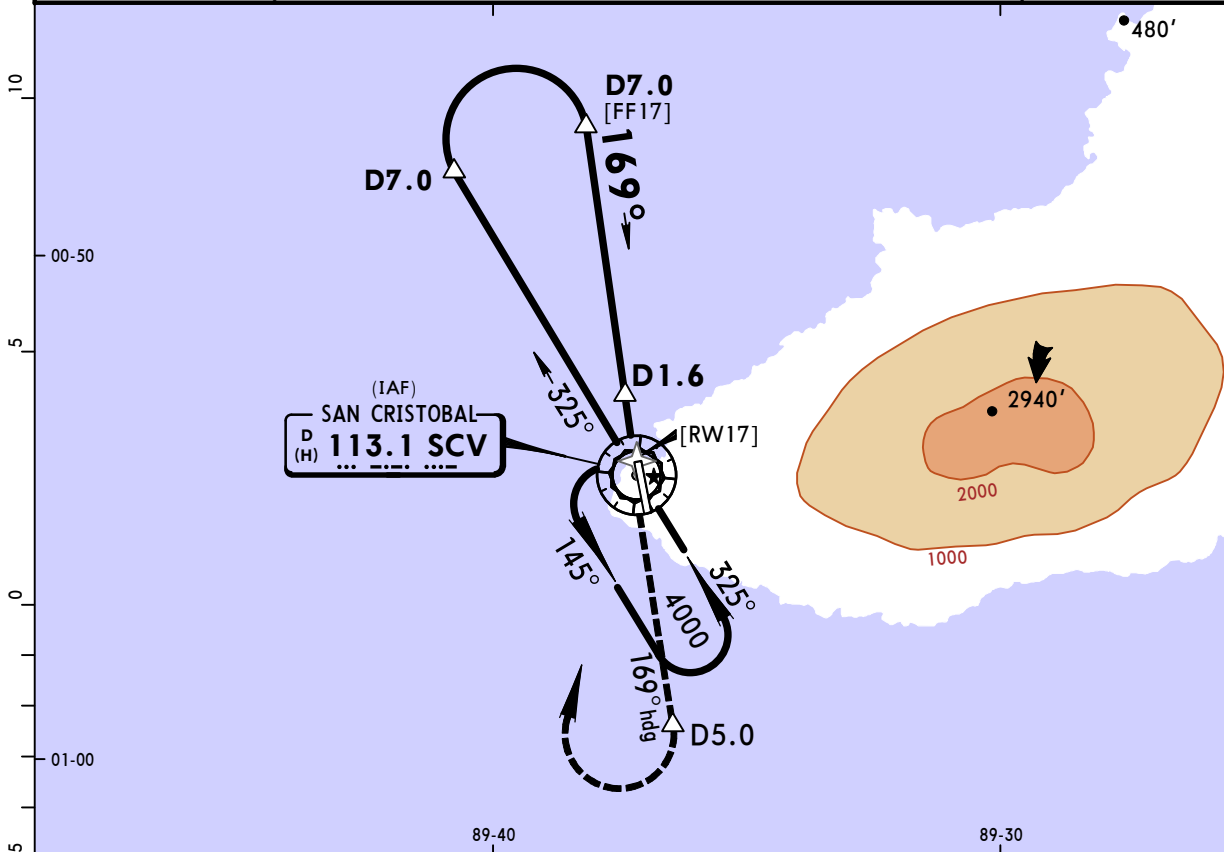 480'
10
D7.0
[FF17]
169°
D7.0
00-50
5
D1.6
(IAF)
SAN CRISTOBAL
D
(H) 113.1 SCV
325°
[RW17]
2940'
2000
1000
145°
325°
4000
0
169° hdg
D5.0
01-00
5
89-40
89-30